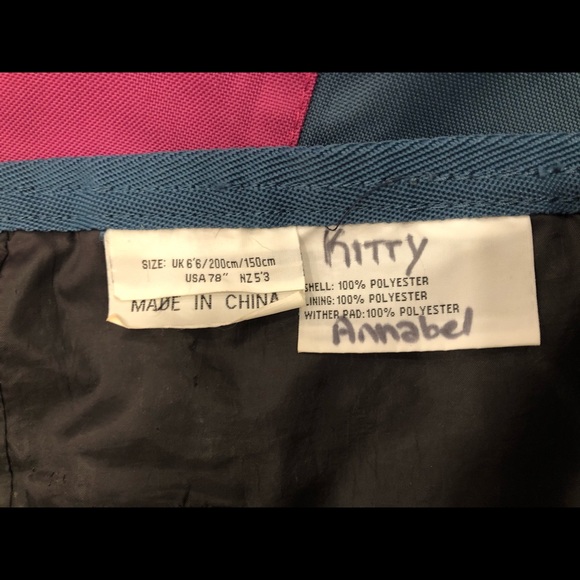 SIZE: UK 6'6/200cm/150cm
USA 78" NZ 5'3
MADE IN CHINA
KITTY
SHELL: 100% POLYESTER
LINING: 100% POLYESTER
WITHER PAD: 100% POLYESTER
Annabel